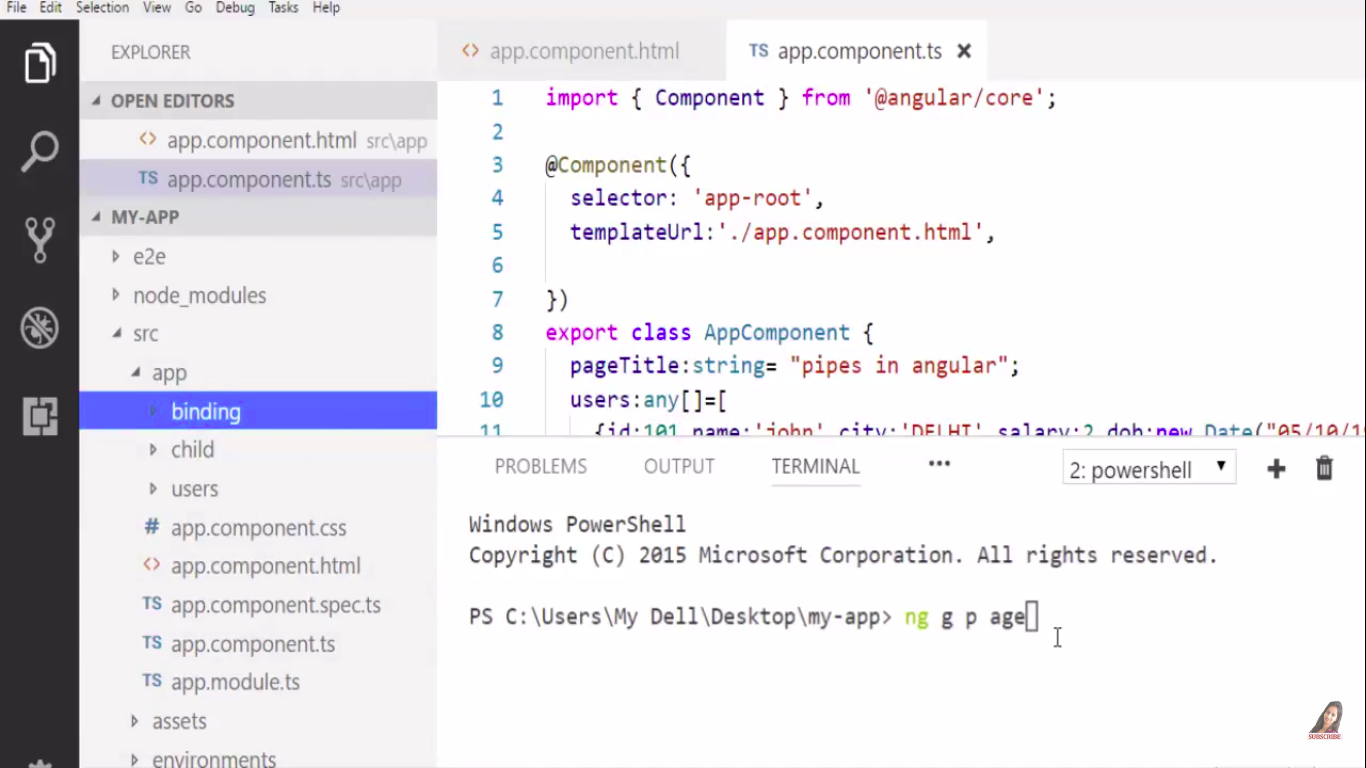 File Edit Selection View Go Debug Tasks Help
EXPLORER
OPEN EDITORS
<> app.component.html src\app
TS app.component.ts src\app
MY-APP
e2e
node_modules
src
app
binding
child
users
# app.component.css
<> app.component.html
TS app.component.spec.ts
TS app.component.ts
TS app.module.ts
assets
environments
<> app.component.html TS app.component.ts ×
1 import { Component } from '@angular/core';
2
3 @Component({
4 selector: 'app-root',
5 templateUrl:'./app.component.html',
6
7 })
8 export class AppComponent {
9 pageTitle:string= "pipes in angular";
10 users:any[]=[
11 {id:101,name:'john',city:'DELHI',salary:2,dob:new Date("05/10/19
PROBLEMS OUTPUT TERMINAL ••• 2: powershell
Windows PowerShell
Copyright (C) 2015 Microsoft Corporation. All rights reserved.
PS C:\Users\My Dell\Desktop\my-app> ng g p age
SUBSCRIBE